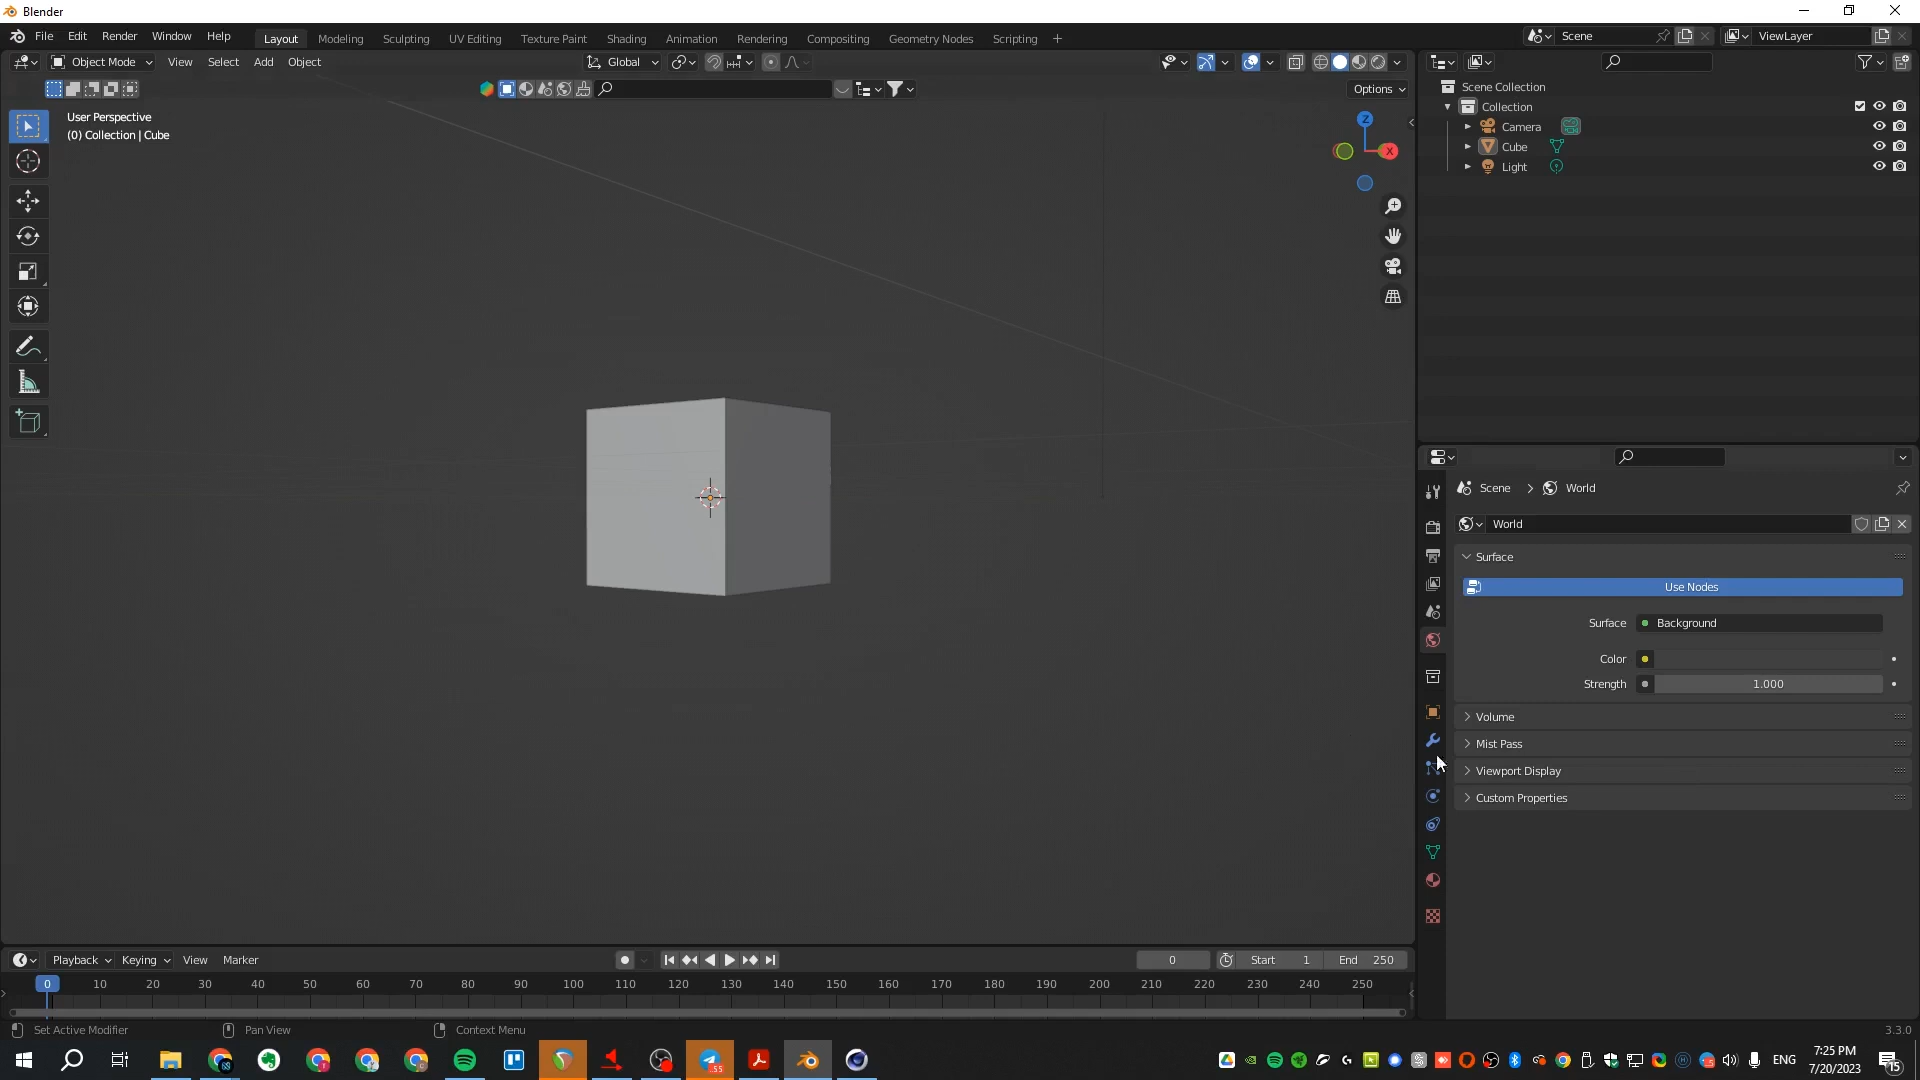 Blender
File Edit Render Window Help Layout Modeling Sculpting UV Editing Texture Paint Shading Animation Rendering Compositing Geometry Nodes Scripting + Scene ViewLayer
Object Mode View Select Add Object Global
Options
User Perspective
(0) Collection | Cube
Z
X
Scene Collection
Collection
Camera
Cube
Light
Scene > World
World
Surface
Use Nodes
Surface Background
Color
Strength 1.000
Volume
Mist Pass
Viewport Display
Custom Properties
Playback Keying View Marker 0 Start 1 End 250
0 10 20 30 40 50 60 70 80 90 100 110 120 130 140 150 160 170 180 190 200 210 220 230 240 250
Set Active Modifier Pan View Context Menu 3.3.0
ENG 7:25 PM
7/20/2023
55
15